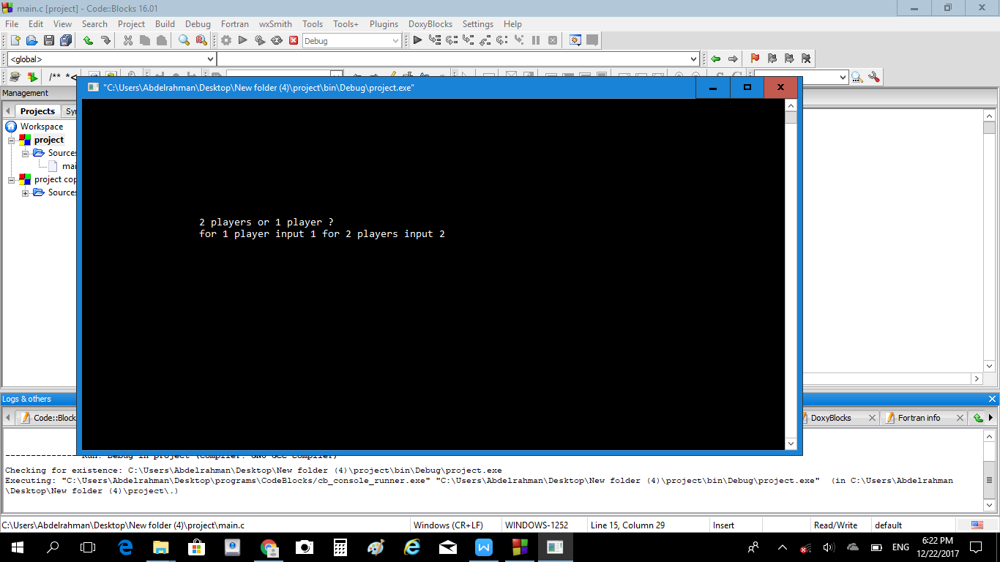 main.c [project] - Code::Blocks 16.01
File Edit View Search Project Build Debug Fortran wxSmith Tools Tools+ Plugins DoxyBlocks Settings Help
Debug
<global>
/** *<
Management
"C:\Users\Abdelrahman\Desktop\New folder (4)\project\bin\Debug\project.exe"
Projects Sy
Workspace
project
Sources
mai
project cop
Sources
2 players or 1 player ?
for 1 player input 1 for 2 players input 2
Logs & others
Code::Block DoxyBlocks Fortran info
-------------- Run: Debug in project (compiler: GNU GCC Compiler)
Checking for existence: C:\Users\Abdelrahman\Desktop\New folder (4)\project\bin\Debug\project.exe
Executing: "C:\Users\Abdelrahman\Desktop\programs\CodeBlocks/cb_console_runner.exe" "C:\Users\Abdelrahman\Desktop\New folder (4)\project\bin\Debug\project.exe"  (in C:\Users\Abdelrahman
\Desktop\New folder (4)\project\.)
C:\Users\Abdelrahman\Desktop\New folder (4)\project\main.c Windows (CR+LF) WINDOWS-1252 Line 15, Column 29 Insert Read/Write default
ENG
6:22 PM
12/22/2017